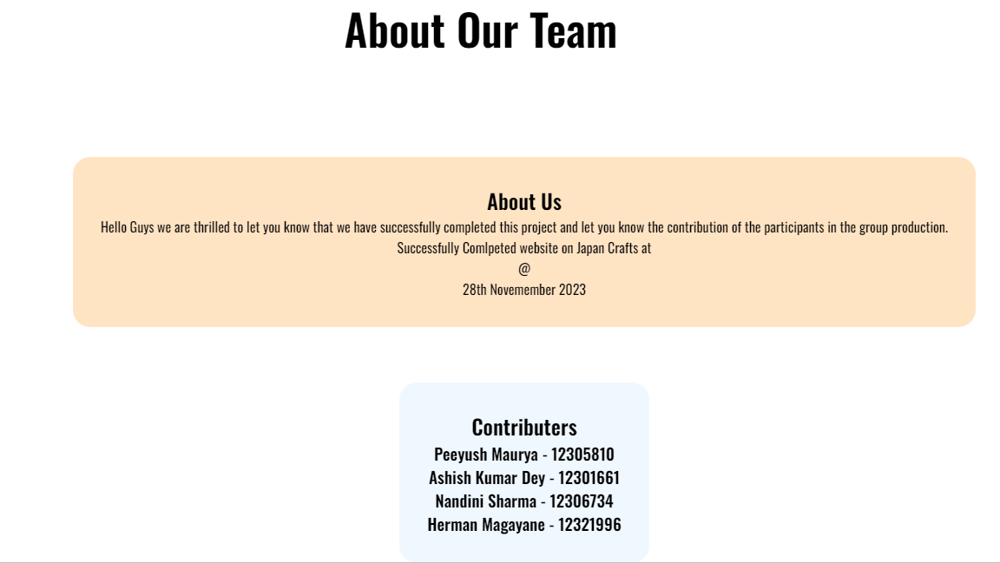 About Our Team
About Us
Hello Guys we are thrilled to let you know that we have successfully completed this project and let you know the contribution of the participants in the group production.
Successfully Comlpeted website on Japan Crafts at
@
28th Novemember 2023
Contributers
Peeyush Maurya - 12305810
Ashish Kumar Dey - 12301661
Nandini Sharma - 12306734
Herman Magayane - 12321996